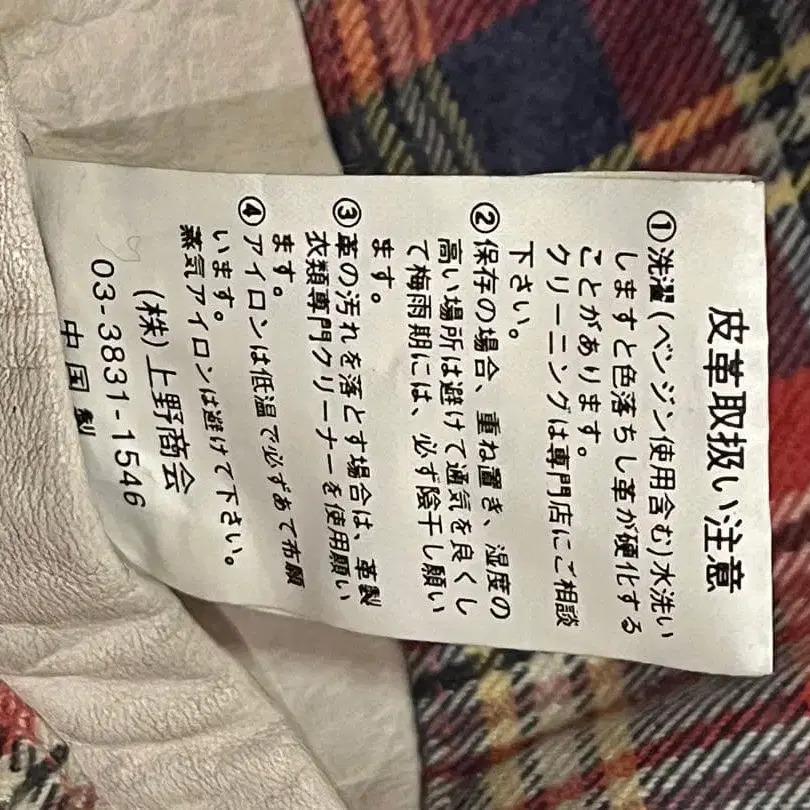 皮革取扱い注意
①洗濯(ベンジン使用含む)水洗い
しますと色落ちし革が硬化する
ことがあります。
クリーニングは専門店にご相談
下さい。
②保存の場合、重ね置き、湿度の
高い場所は避けて通気を良くし
て梅雨期には、必ず陰干し願い
ます。
③革の汚れを落とす場合は、革製
衣類専門クリーナーを使用願い
ます。
④アイロンは低温で必ずあて布願
います。
蒸気アイロンは避けて下さい。
(株)上野商会
03-3831-1546
中国製